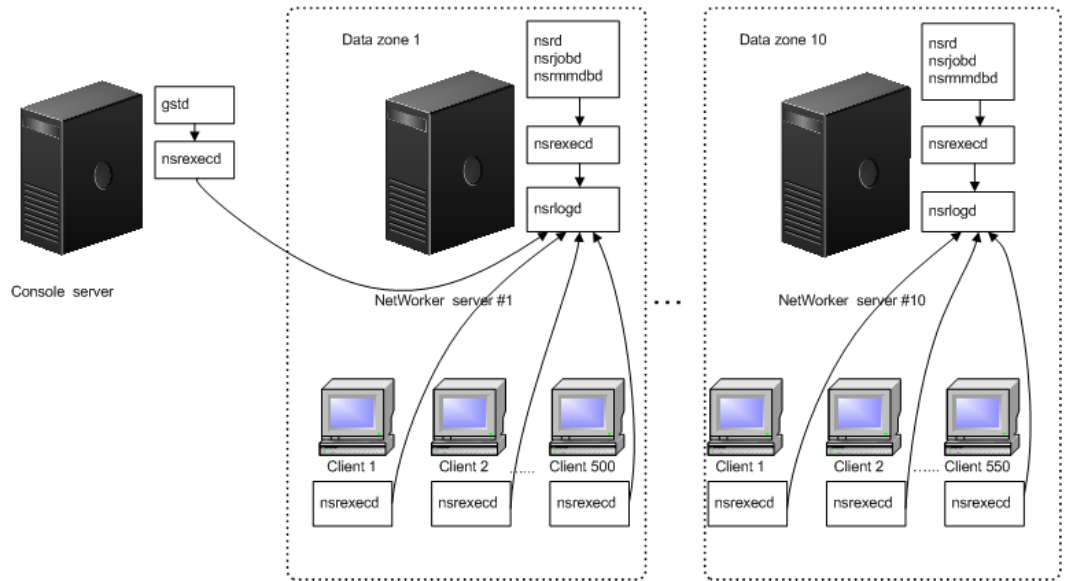 Data zone 1
nsrd
nsrjobd
nsrmmdbd
Data zone 10
nsrd
nsrjobd
nsrmmdbd
gstd
nsrexecd
nsrexecd
nsrexecd
nsrlogd
nsrlogd
Console server
NetWorker server #1
...
NetWorker server #10
Client 1
Client 2
......
Client 500
Client 1
Client 2
......
Client 550
nsrexecd
nsrexecd
nsrexecd
nsrexecd
nsrexecd
nsrexecd